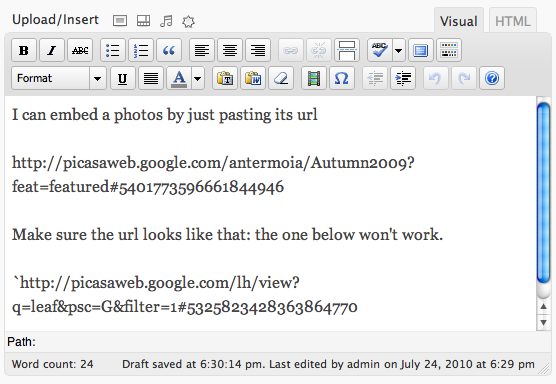 Upload/Insert Visual HTML
B I ABC ABC
Format U A T W Ω ?
I can embed a photos by just pasting its url
http://picasaweb.google.com/antermoia/Autumn2009?
feat=featured#5401773596661844946
Make sure the url looks like that: the one below won't work.
`http://picasaweb.google.com/lh/view?
q=leaf&psc=G&filter=1#5325823428363864770
Path:
Word count: 24 Draft saved at 6:30:14 pm. Last edited by admin on July 24, 2010 at 6:29 pm